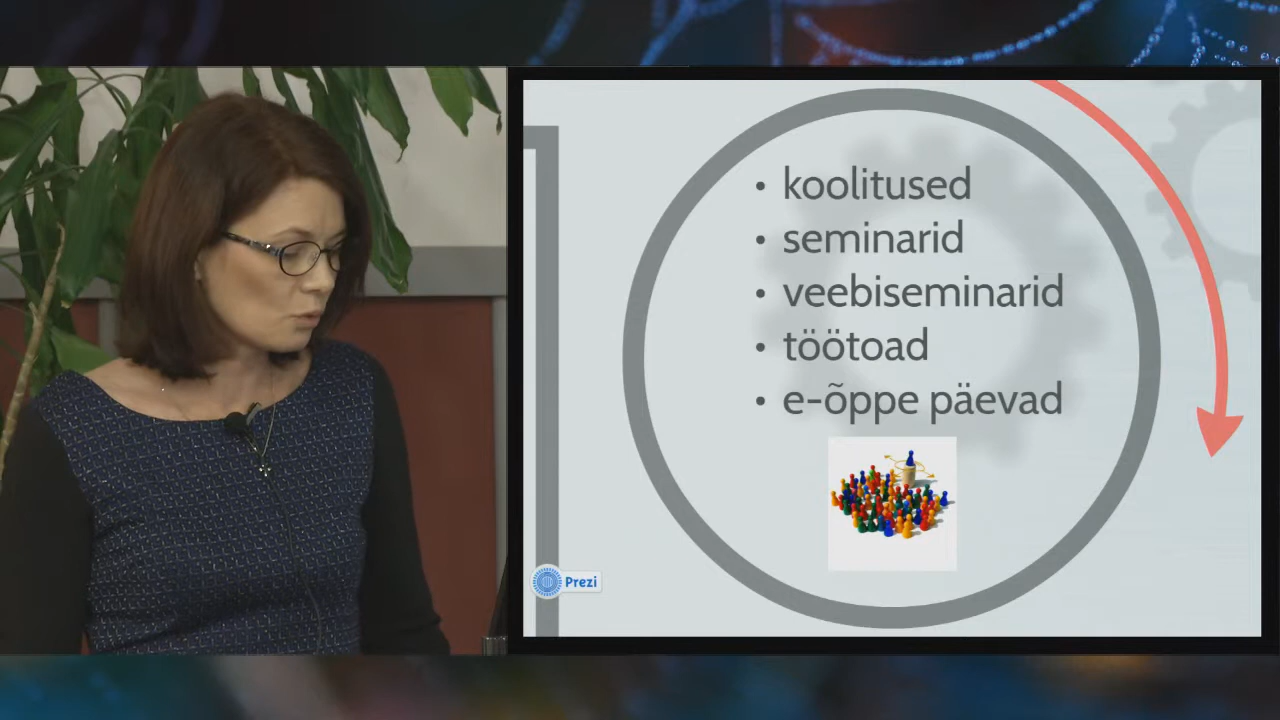 • koolitused
• seminarid
• veebiseminarid
• töötoad
• e-õppe päevad
Prezi